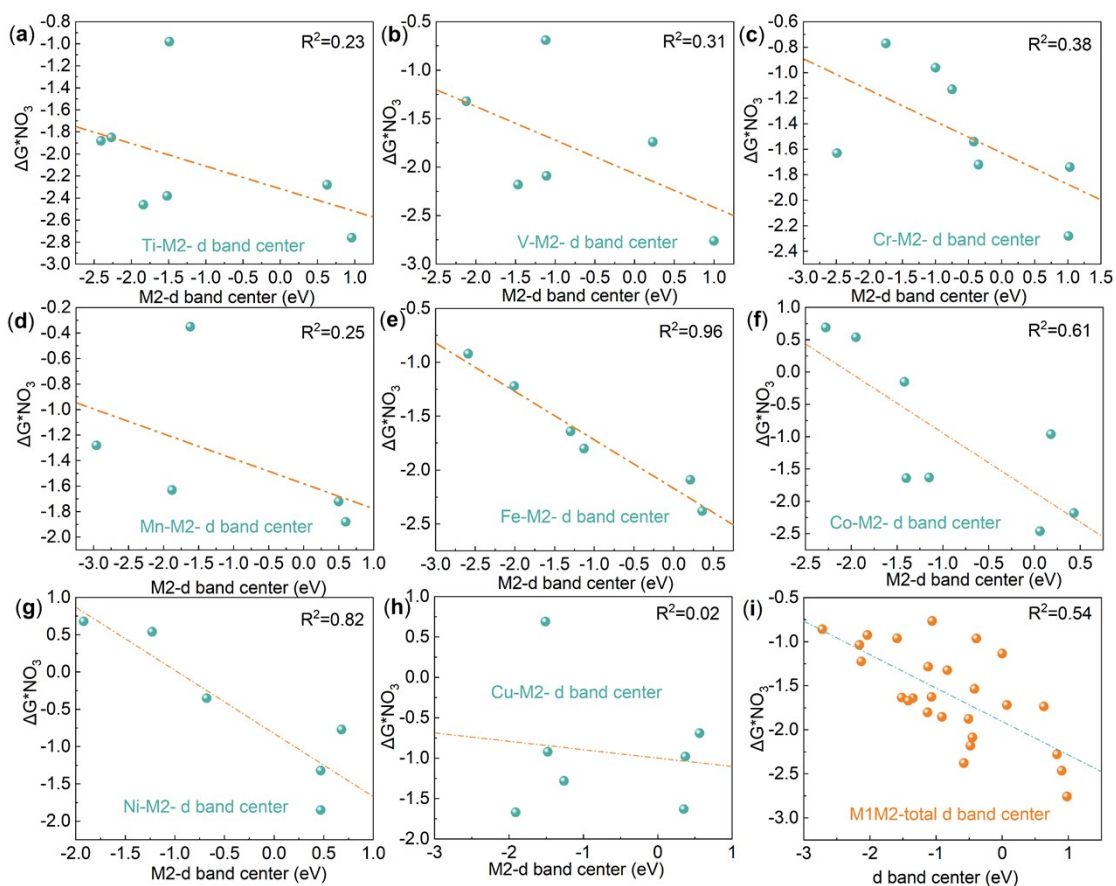 (a)
R²=0.23
ΔG*NO₃
-0.8
-1.0
-1.2
-1.4
-1.6
-1.8
-2.0
-2.2
-2.4
-2.6
-2.8
-3.0
Ti-M2- d band center
-2.5 -2.0 -1.5 -1.0 -0.5 0.0 0.5 1.0
M2-d band center (eV)
(b)
R²=0.31
ΔG*NO₃
-0.5
-1.0
-1.5
-2.0
-2.5
-3.0
V-M2- d band center
-2.5 -2.0 -1.5 -1.0 -0.5 0.0 0.5 1.0
M2-d band center (eV)
(c)
R²=0.38
ΔG*NO₃
-0.6
-0.8
-1.0
-1.2
-1.4
-1.6
-1.8
-2.0
-2.2
-2.4
Cr-M2- d band center
-3.0 -2.5 -2.0 -1.5 -1.0 -0.5 0.0 0.5 1.0 1.5
M2-d band center (eV)
(d)
R²=0.25
ΔG*NO₃
-0.2
-0.4
-0.6
-0.8
-1.0
-1.2
-1.4
-1.6
-1.8
-2.0
Mn-M2- d band center
-3.0 -2.5 -2.0 -1.5 -1.0 -0.5 0.0 0.5 1.0
M2-d band center (eV)
(e)
R²=0.96
ΔG*NO₃
-0.5
-1.0
-1.5
-2.0
-2.5
Fe-M2- d band center
-3.0 -2.5 -2.0 -1.5 -1.0 -0.5 0.0 0.5
M2-d band center (eV)
(f)
R²=0.61
ΔG*NO₃
1.0
0.5
0.0
-0.5
-1.0
-1.5
-2.0
-2.5
Co-M2- d band center
-2.5 -2.0 -1.5 -1.0 -0.5 0.0 0.5
M2-d band center (eV)
(g)
R²=0.82
ΔG*NO₃
1.0
0.5
0.0
-0.5
-1.0
-1.5
-2.0
Ni-M2- d band center
-2.0 -1.5 -1.0 -0.5 0.0 0.5 1.0
M2-d band center (eV)
(h)
R²=0.02
ΔG*NO₃
1.0
0.5
0.0
-0.5
-1.0
-1.5
-2.0
Cu-M2- d band center
-3 -2 -1 0 1
M2-d band center (eV)
(i)
R²=0.54
ΔG*NO₃
-0.5
-1.0
-1.5
-2.0
-2.5
-3.0
M1M2-total d band center
-3 -2 -1 0 1
d band center (eV)